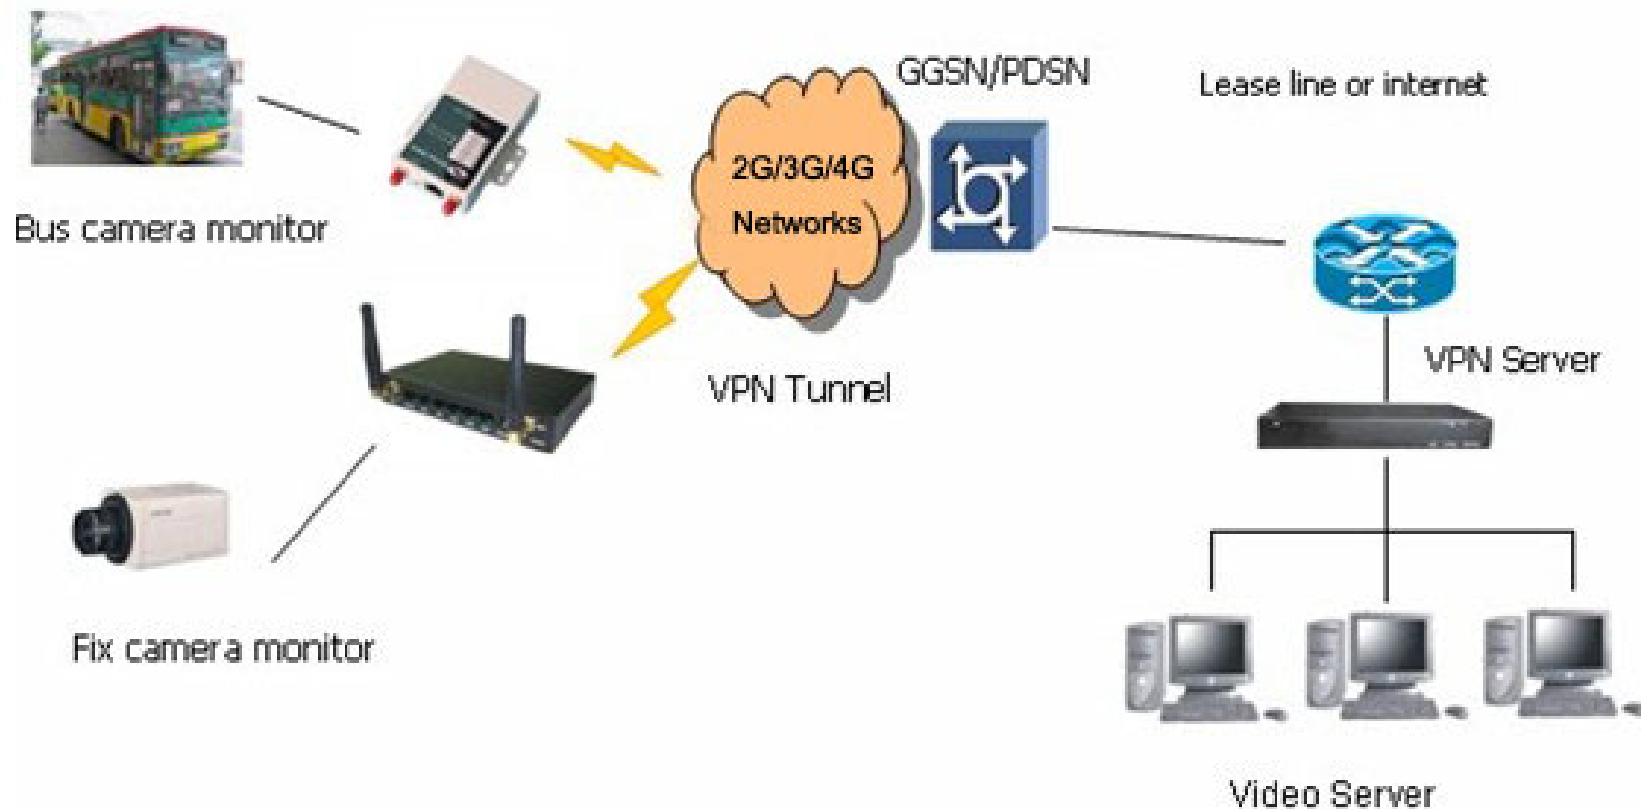 GGSN/PDSN
Lease line or internet
2G/3G/4G
Networks
Bus camera monitor
VPN Server
VPN Tunnel
Fix camera monitor
Video Server